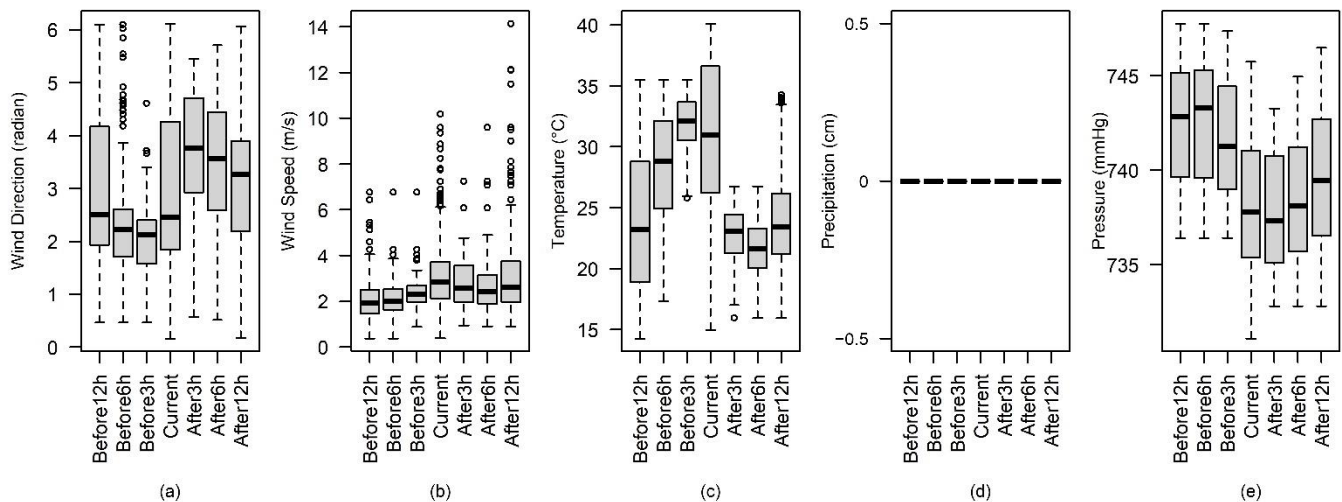 Wind Direction (radian)
6
5
4
3
2
1
0
Before12h
Before6h
Before3h
Current
After3h
After6h
After12h
(a)
Wind Speed (m/s)
14
12
10
8
6
4
2
0
Before12h
Before6h
Before3h
Current
After3h
After6h
After12h
(b)
Temperature (°C)
40
35
30
25
20
15
Before12h
Before6h
Before3h
Current
After3h
After6h
After12h
(c)
Precipitation (cm)
0.5
0
−0.5
Before12h
Before6h
Before3h
Current
After3h
After6h
After12h
(d)
Pressure (mmHg)
745
740
735
Before12h
Before6h
Before3h
Current
After3h
After6h
After12h
(e)